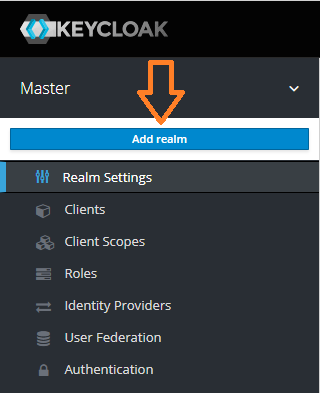 KEYCLOAK
Master
Add realm
Realm Settings
Clients
Client Scopes
Roles
Identity Providers
User Federation
Authentication